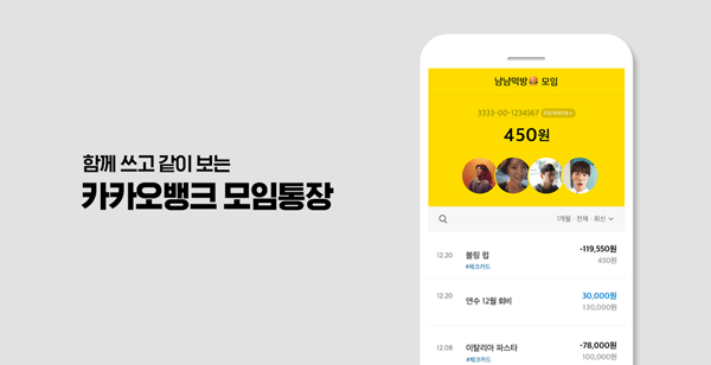 함께 쓰고 같이 보는
카카오뱅크 모임통장
냠냠먹방 모임
3333-00-1234567
450원
1개월 · 전체 · 최신
12.20 볼링 펍 -119,550원
#체크카드 450원
12.20 연수 12월 회비 30,000원
130,000원
12.08 이탈리아 파스타 -78,000원
#체크카드 100,000원